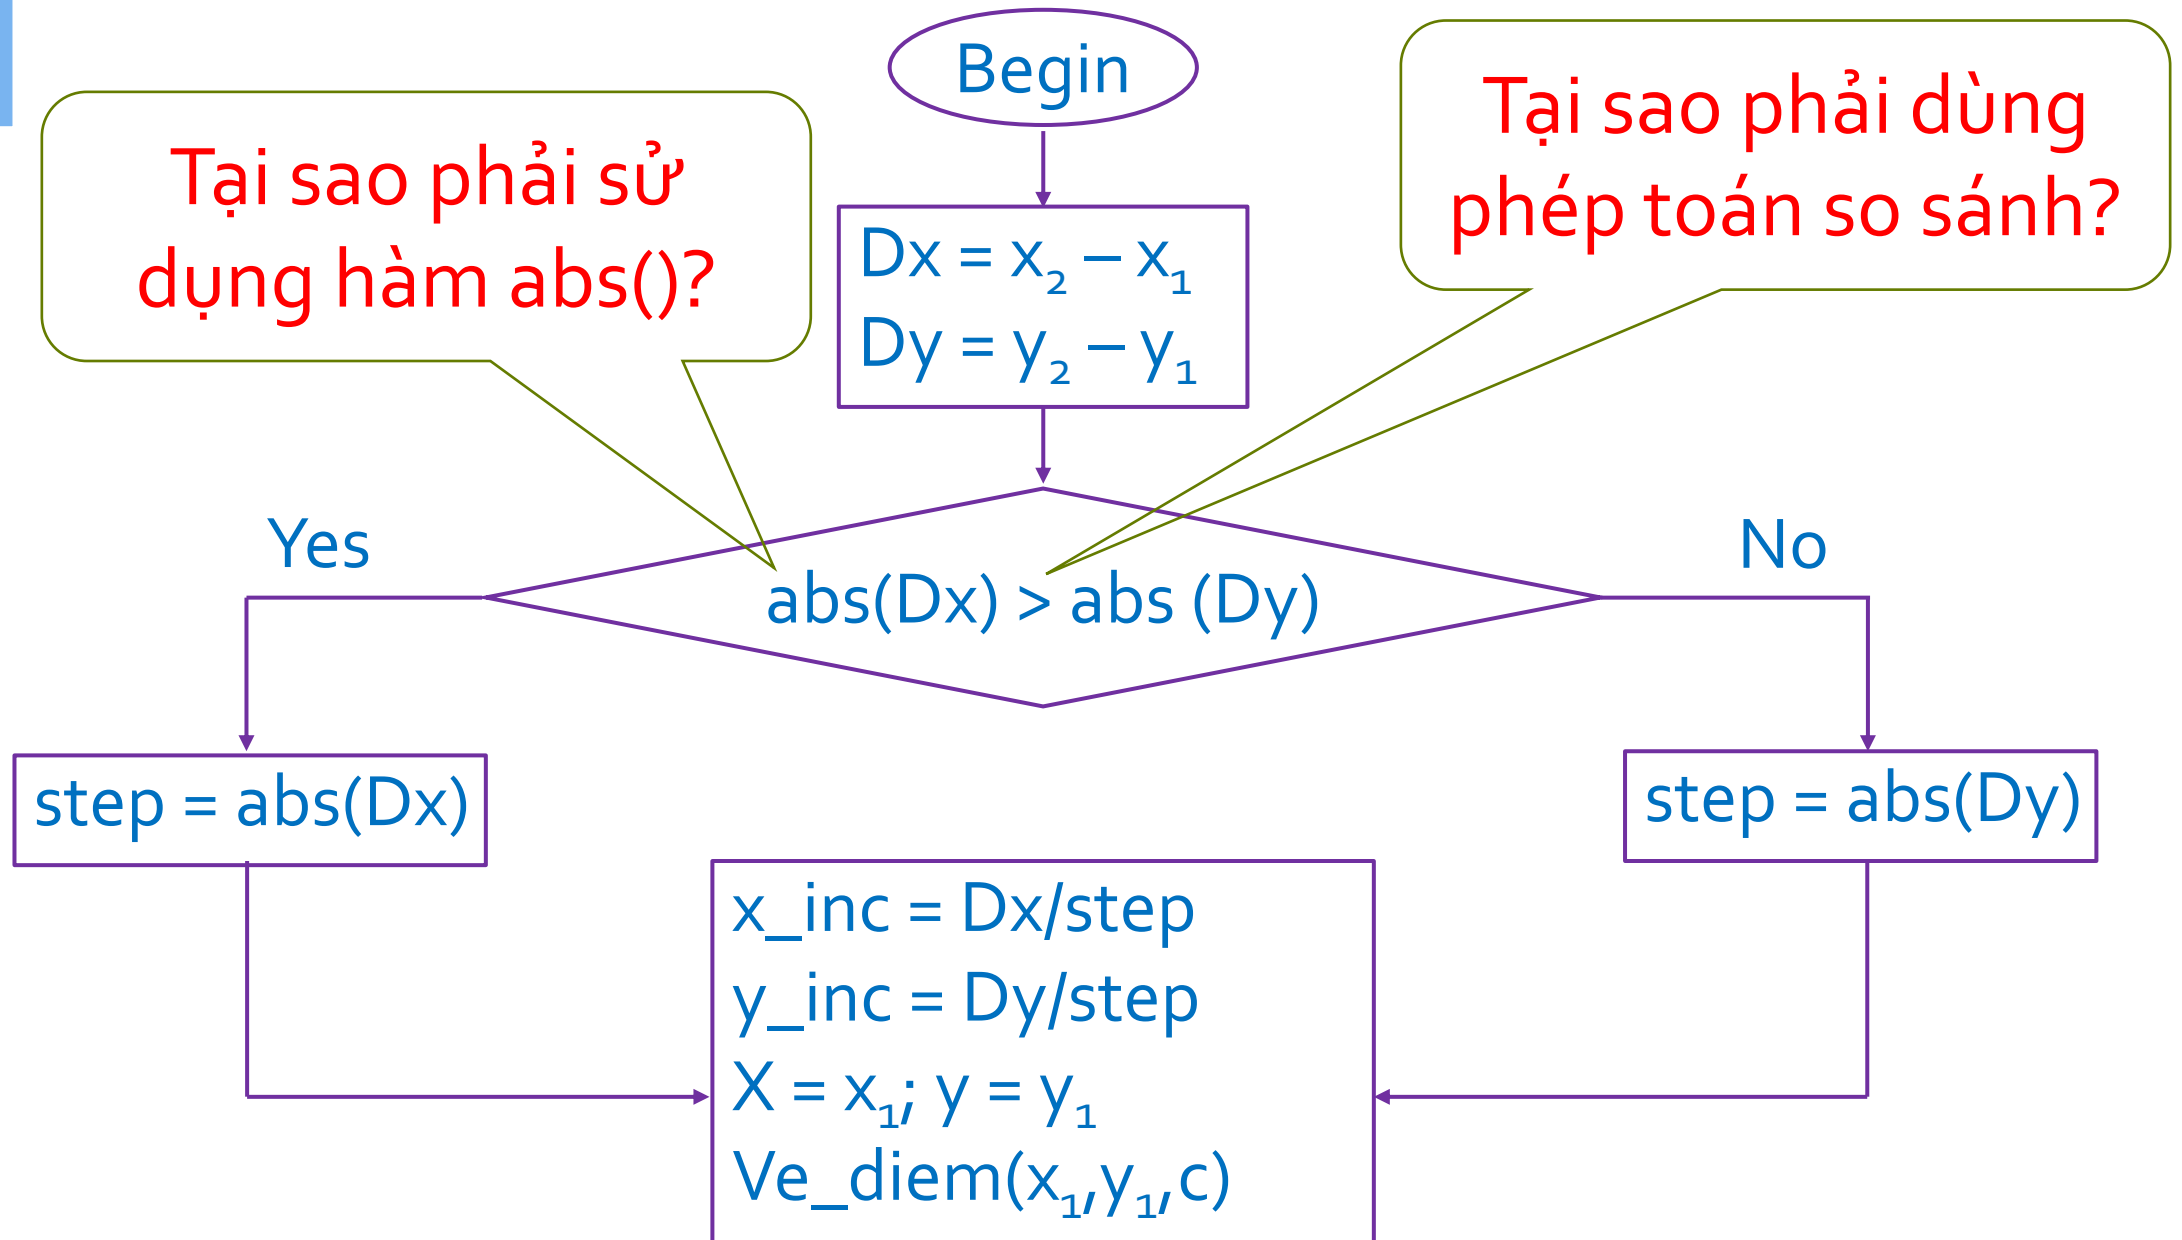 Begin
Tại sao phải sử
dụng hàm abs()?
Tại sao phải dùng
phép toán so sánh?
Dx = x₂ – x₁
Dy = y₂ – y₁
Yes
No
abs(Dx) > abs (Dy)
step = abs(Dx)
step = abs(Dy)
x_inc = Dx/step
y_inc = Dy/step
X = x₁; y = y₁
Ve_diem(x₁,y₁,c)